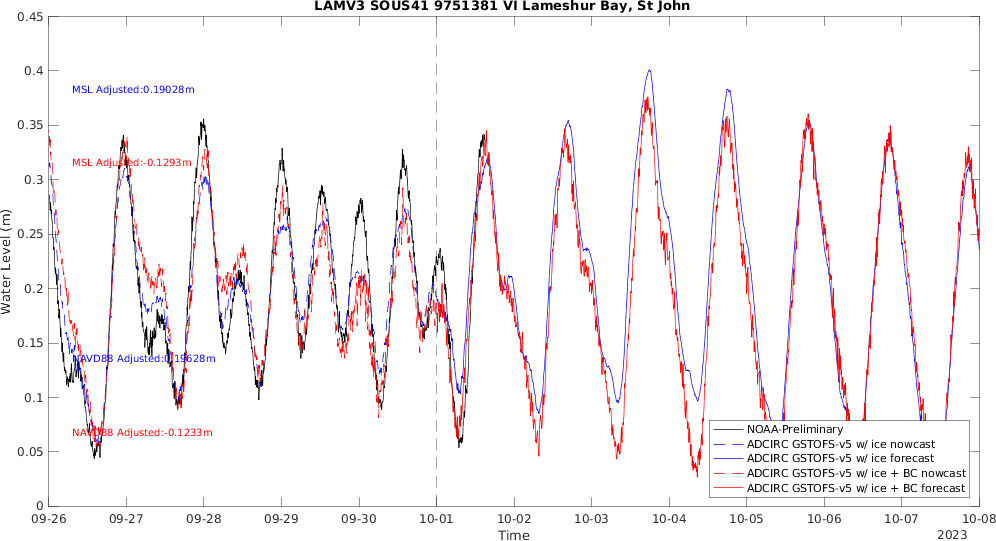 LAMV3 SOUS41 9751381 VI Lameshur Bay, St John
0.45
0.4
0.35
0.3
0.25
0.2
0.15
0.1
0.05
0
Water Level (m)
MSL Adjusted:0.19028m
MSL Adjusted:-0.1293m
NAVD88 Adjusted:0.19628m
NAVD88 Adjusted:-0.1233m
NOAA-Preliminary
ADCIRC GSTOFS-v5 w/ ice nowcast
ADCIRC GSTOFS-v5 w/ ice forecast
ADCIRC GSTOFS-v5 w/ ice + BC nowcast
ADCIRC GSTOFS-v5 w/ ice + BC forecast
09-26 09-27 09-28 09-29 09-30 10-01 10-02 10-03 10-04 10-05 10-06 10-07 10-08
Time
2023